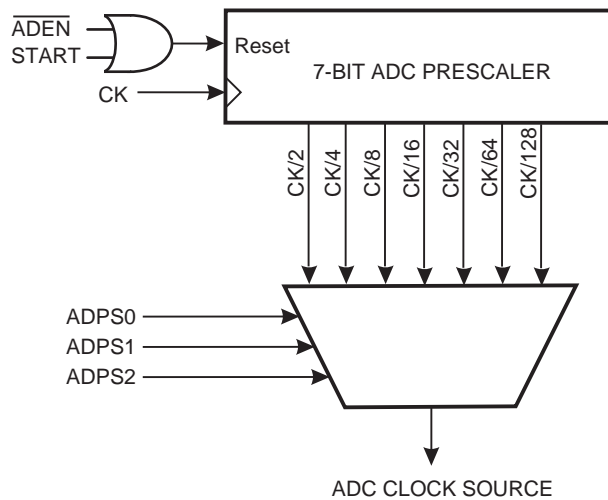 ADEN
START
Reset
7-BIT ADC PRESCALER
CK
CK/2
CK/4
CK/8
CK/16
CK/32
CK/64
CK/128
ADPS0
ADPS1
ADPS2
ADC CLOCK SOURCE